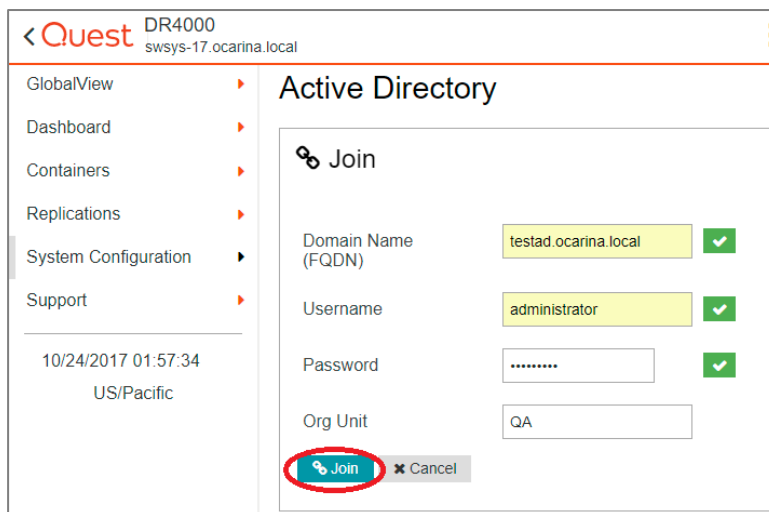 Quest DR4000
swsys-17.ocarina.local
GlobalView
Dashboard
Containers
Replications
System Configuration
Support
10/24/2017 01:57:34
US/Pacific
Active Directory
Join
Domain Name
(FQDN)
testad.ocarina.local
Username
administrator
Password
•••••••••
Org Unit
QA
Join
Cancel